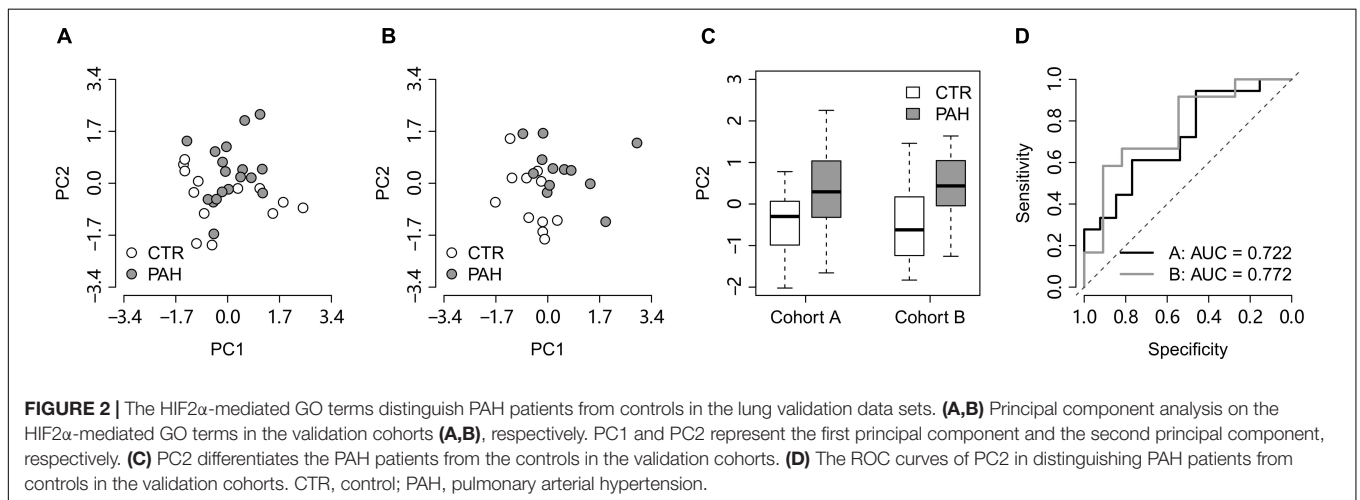 A
B
C
D
3.4
1.7
0.0
−1.7
−3.4
PC2
CTR
PAH
−3.4 −1.7 0.0 1.7 3.4
PC1
3.4
1.7
0.0
−1.7
−3.4
PC2
CTR
PAH
−3.4 −1.7 0.0 1.7 3.4
PC1
3
2
1
0
−1
−2
PC2
CTR
PAH
Cohort A Cohort B
1.0
0.8
0.6
0.4
0.2
0.0
Sensitivity
A: AUC = 0.722
B: AUC = 0.772
1.0 0.8 0.6 0.4 0.2 0.0
Specificity
FIGURE 2 | The HIF2α-mediated GO terms distinguish PAH patients from controls in the lung validation data sets. (A,B) Principal component analysis on the
HIF2α-mediated GO terms in the validation cohorts (A,B), respectively. PC1 and PC2 represent the first principal component and the second principal component,
respectively. (C) PC2 differentiates the PAH patients from the controls in the validation cohorts. (D) The ROC curves of PC2 in distinguishing PAH patients from
controls in the validation cohorts. CTR, control; PAH, pulmonary arterial hypertension.